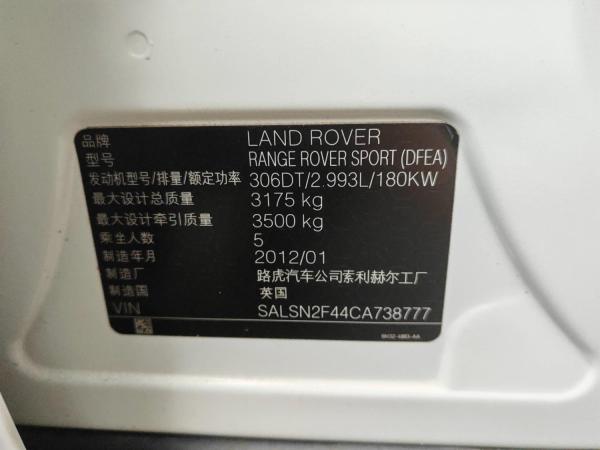 品牌 LAND ROVER
型号 RANGE ROVER SPORT (DFEA)
发动机型号/排量/额定功率 306DT/2.993L/180KW
最大设计总质量 3175 kg
最大设计牵引质量 3500 kg
乘坐人数 5
制造年月 2012/01
制造厂 路虎汽车公司索利赫尔工厂
制造国 英国
VIN SALSN2F44CA738777